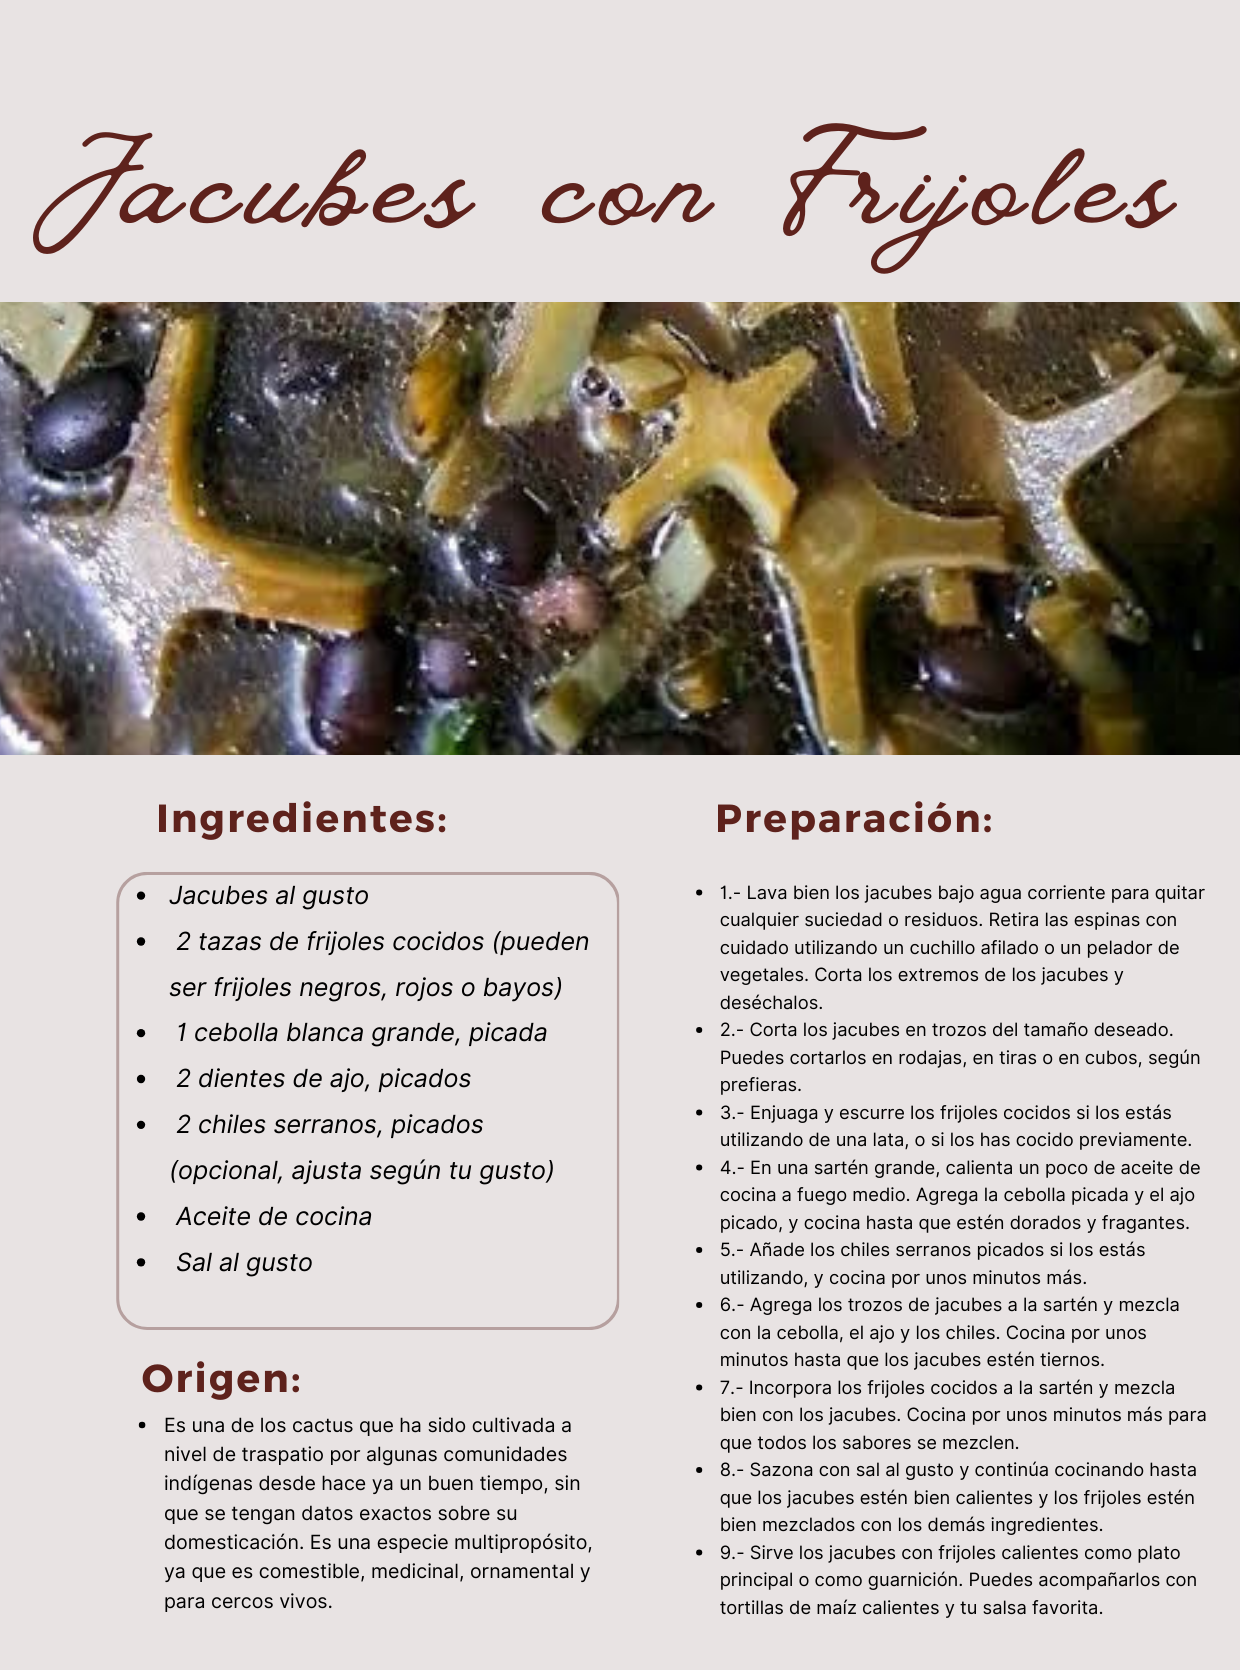 Jacubes con Frijoles
Ingredientes:
• Jacubes al gusto
• 2 tazas de frijoles cocidos (pueden
ser frijoles negros, rojos o bayos)
• 1 cebolla blanca grande, picada
• 2 dientes de ajo, picados
• 2 chiles serranos, picados
(opcional, ajusta según tu gusto)
• Aceite de cocina
• Sal al gusto
Origen:
• Es una de los cactus que ha sido cultivada a
nivel de traspatio por algunas comunidades
indígenas desde hace ya un buen tiempo, sin
que se tengan datos exactos sobre su
domesticación. Es una especie multipropósito,
ya que es comestible, medicinal, ornamental y
para cercos vivos.
Preparación:
• 1.- Lava bien los jacubes bajo agua corriente para quitar
cualquier suciedad o residuos. Retira las espinas con
cuidado utilizando un cuchillo afilado o un pelador de
vegetales. Corta los extremos de los jacubes y
deséchalos.
• 2.- Corta los jacubes en trozos del tamaño deseado.
Puedes cortarlos en rodajas, en tiras o en cubos, según
prefieras.
• 3.- Enjuaga y escurre los frijoles cocidos si los estás
utilizando de una lata, o si los has cocido previamente.
• 4.- En una sartén grande, calienta un poco de aceite de
cocina a fuego medio. Agrega la cebolla picada y el ajo
picado, y cocina hasta que estén dorados y fragantes.
• 5.- Añade los chiles serranos picados si los estás
utilizando, y cocina por unos minutos más.
• 6.- Agrega los trozos de jacubes a la sartén y mezcla
con la cebolla, el ajo y los chiles. Cocina por unos
minutos hasta que los jacubes estén tiernos.
• 7.- Incorpora los frijoles cocidos a la sartén y mezcla
bien con los jacubes. Cocina por unos minutos más para
que todos los sabores se mezclen.
• 8.- Sazona con sal al gusto y continúa cocinando hasta
que los jacubes estén bien calientes y los frijoles estén
bien mezclados con los demás ingredientes.
• 9.- Sirve los jacubes con frijoles calientes como plato
principal o como guarnición. Puedes acompañarlos con
tortillas de maíz calientes y tu salsa favorita.